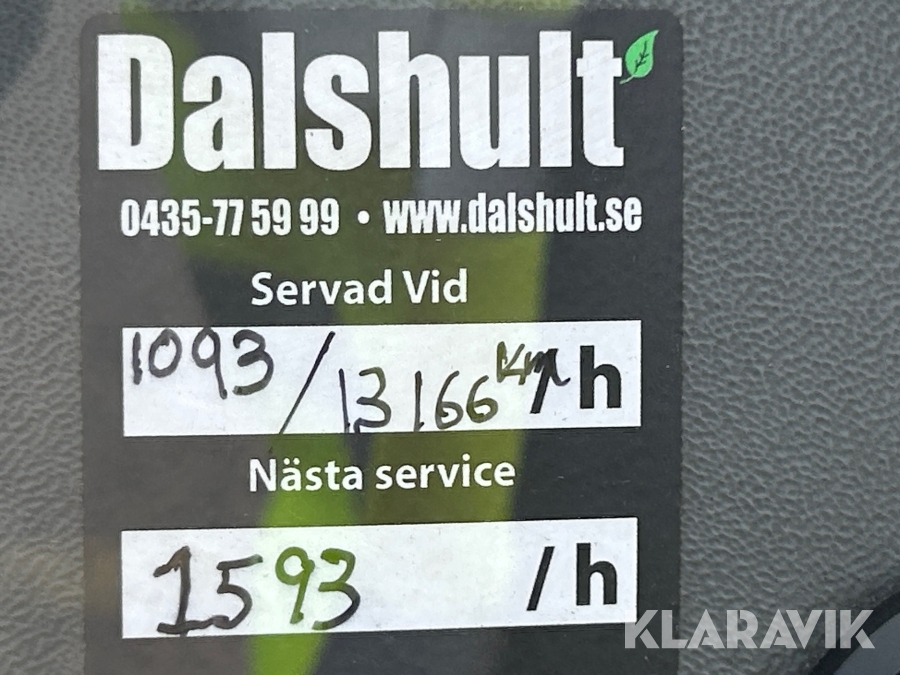 Dalshult
0435-77 59 99 • www.dalshult.se
Servad Vid
1093/13166 Km/h
Nästa service
1593 /h
KLARAVIK